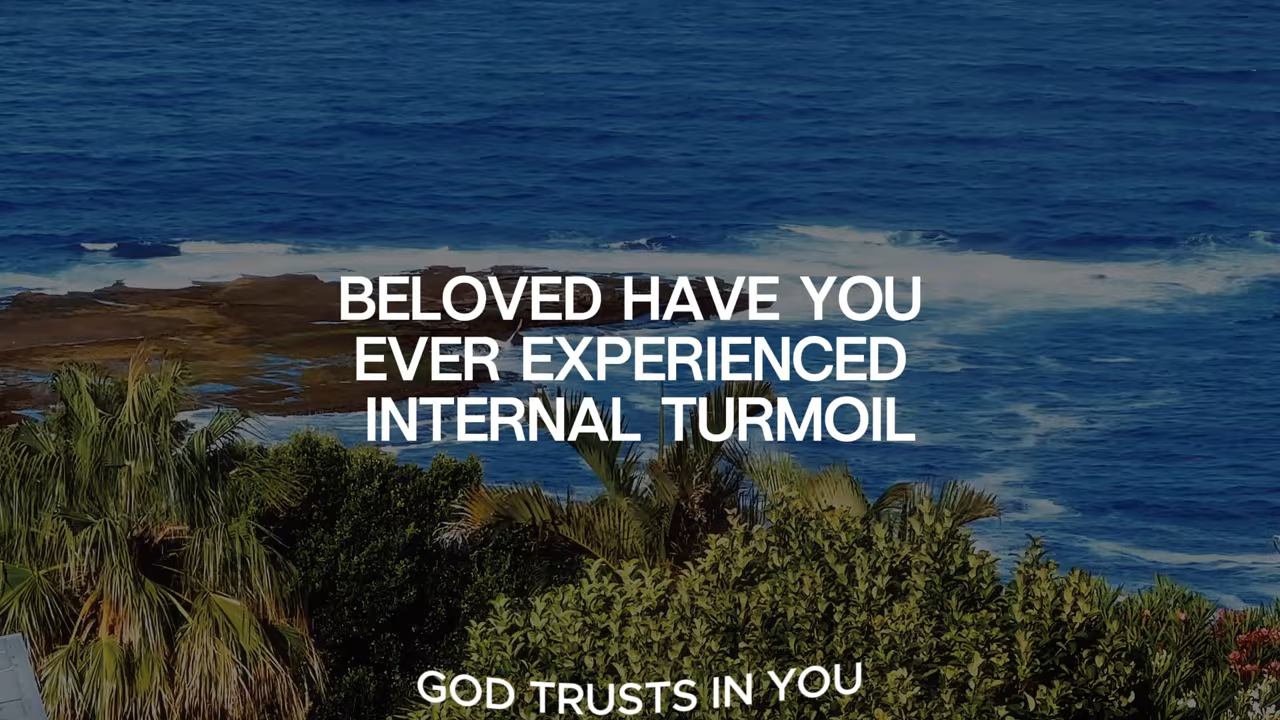 BELOVED HAVE YOU
EVER EXPERIENCED
INTERNAL TURMOIL
GOD TRUSTS IN YOU